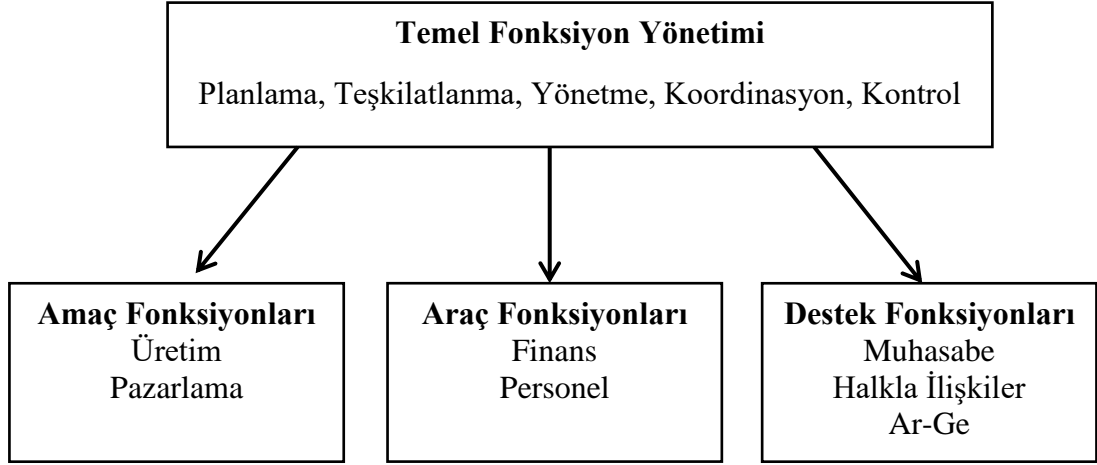 Temel Fonksiyon Yönetimi
Planlama, Teşkilatlanma, Yönetme, Koordinasyon, Kontrol
Amaç Fonksiyonları
Üretim
Pazarlama
Araç Fonksiyonları
Finans
Personel
Destek Fonksiyonları
Muhasabe
Halkla İlişkiler
Ar-Ge